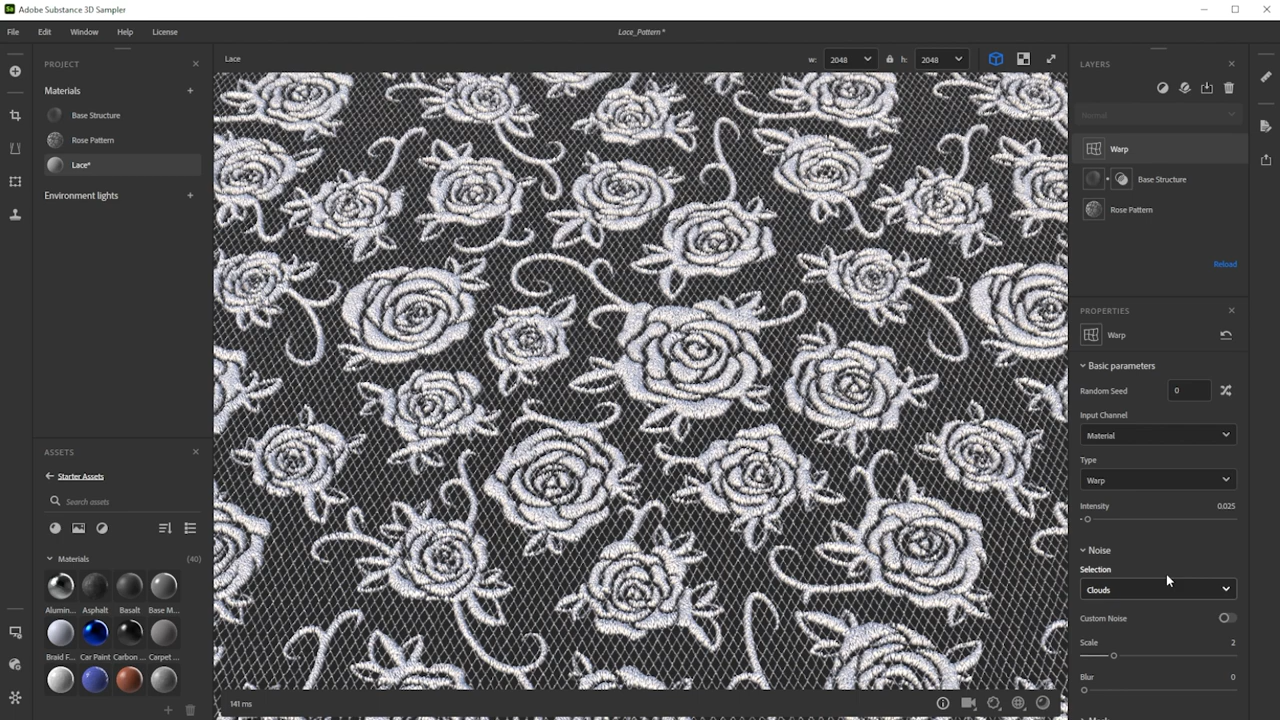 Sa Adobe Substance 3D Sampler
File Edit Window Help License Lace_Pattern *
PROJECT
Materials
Base Structure
Rose Pattern
Lace*
Environment lights
ASSETS
Starter Assets
Search assets
Materials (40)
Alumin... Asphalt Basalt Base M...
Braid F... Car Paint Carbon ... Carpet ...
Lace w: 2048 h: 2048
141 ms
LAYERS
Normal
Warp
Base Structure
Rose Pattern
Reload
PROPERTIES
Warp
Basic parameters
Random Seed 0
Input Channel
Material
Type
Warp
Intensity 0.025
Noise
Selection
Clouds
Custom Noise
Scale 2
Blur 0